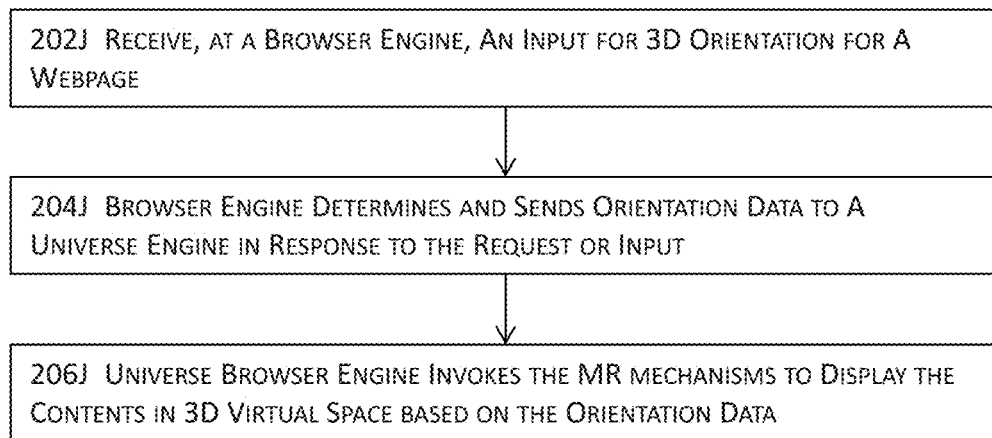 202J Receive, at a Browser Engine, An Input for 3D Orientation for A
Webpage
204J Browser Engine Determines and Sends Orientation Data to A
Universe Engine in Response to the Request or Input
206J Universe Browser Engine Invokes the MR mechanisms to Display the
Contents in 3D Virtual Space based on the Orientation Data